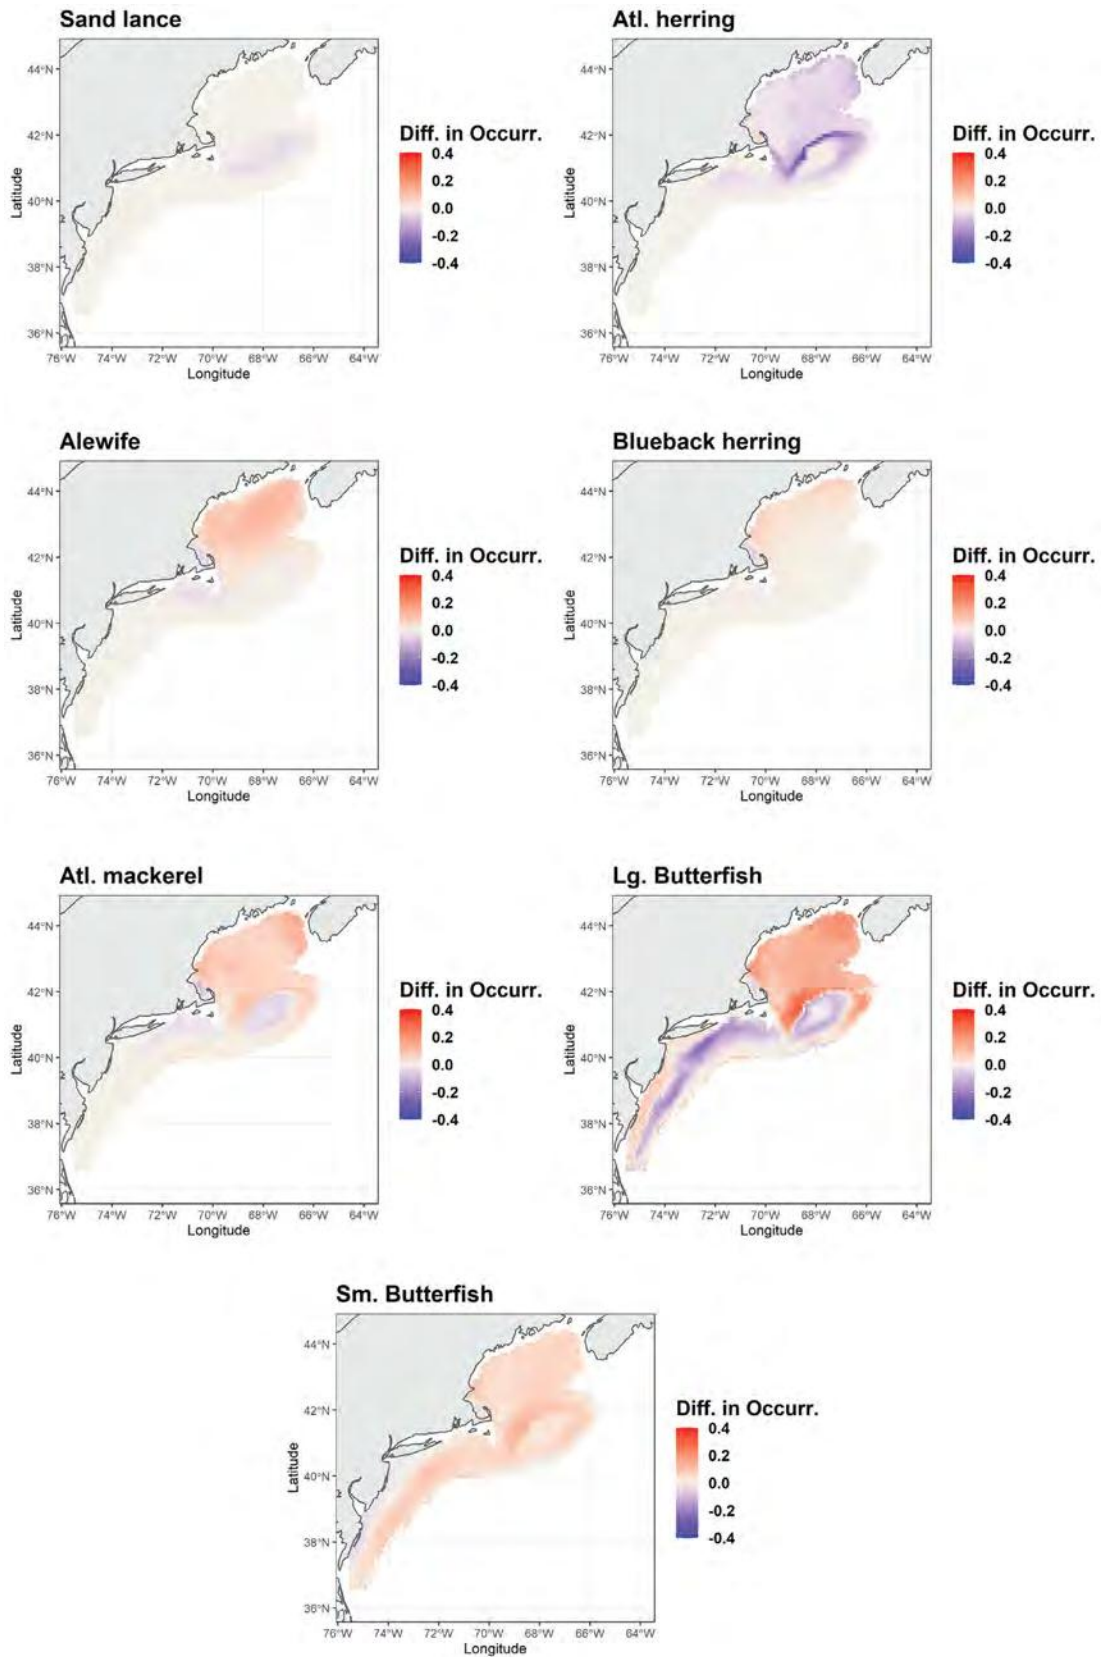 Sand lance
44°N
42°N
40°N
38°N
36°N
Latitude
76°W 74°W 72°W 70°W 68°W 66°W 64°W
Longitude
Diff. in Occurr.
0.4
0.2
0.0
-0.2
-0.4
Atl. herring
44°N
42°N
40°N
38°N
36°N
Latitude
76°W 74°W 72°W 70°W 68°W 66°W 64°W
Longitude
Diff. in Occurr.
0.4
0.2
0.0
-0.2
-0.4
Alewife
44°N
42°N
40°N
38°N
36°N
Latitude
76°W 74°W 72°W 70°W 68°W 66°W 64°W
Longitude
Diff. in Occurr.
0.4
0.2
0.0
-0.2
-0.4
Blueback herring
44°N
42°N
40°N
38°N
36°N
Latitude
76°W 74°W 72°W 70°W 68°W 66°W 64°W
Longitude
Diff. in Occurr.
0.4
0.2
0.0
-0.2
-0.4
Atl. mackerel
44°N
42°N
40°N
38°N
36°N
Latitude
76°W 74°W 72°W 70°W 68°W 66°W 64°W
Longitude
Diff. in Occurr.
0.4
0.2
0.0
-0.2
-0.4
Lg. Butterfish
44°N
42°N
40°N
38°N
36°N
Latitude
76°W 74°W 72°W 70°W 68°W 66°W 64°W
Longitude
Diff. in Occurr.
0.4
0.2
0.0
-0.2
-0.4
Sm. Butterfish
44°N
42°N
40°N
38°N
36°N
Latitude
76°W 74°W 72°W 70°W 68°W 66°W 64°W
Longitude
Diff. in Occurr.
0.4
0.2
0.0
-0.2
-0.4